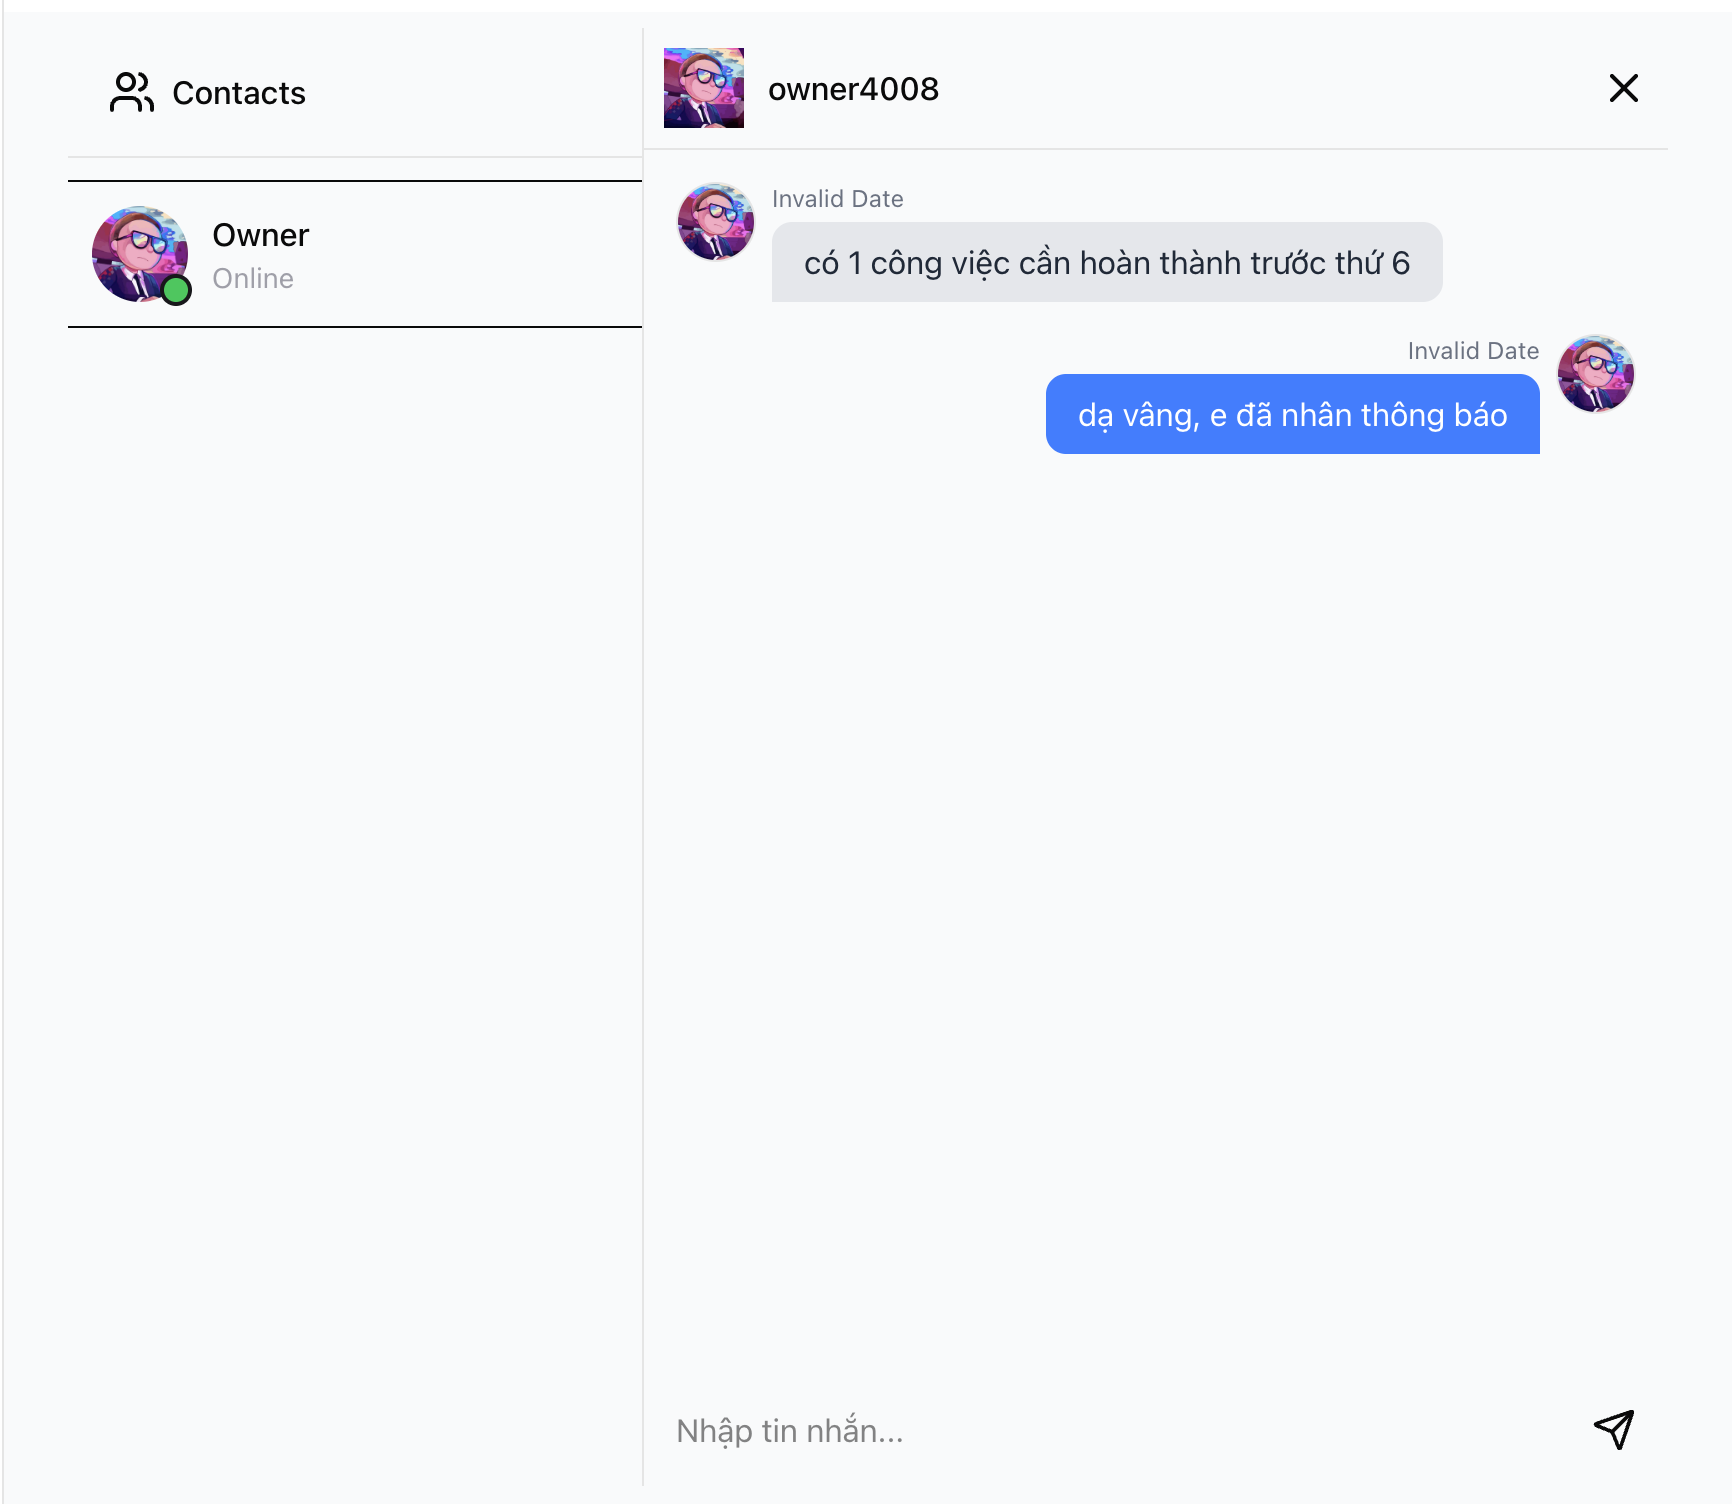 Contacts
Owner
Online
owner4008
Invalid Date
có 1 công việc cần hoàn thành trước thứ 6
Invalid Date
dạ vâng, e đã nhân thông báo
Nhập tin nhắn...